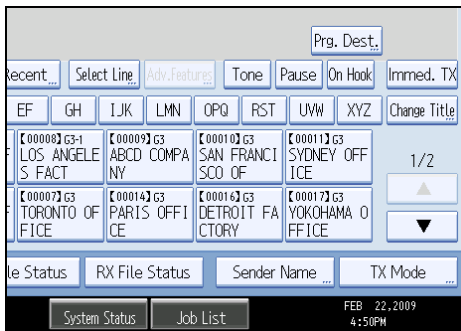 Prg. Dest.
Recent Select Line Adv.Features Tone Pause On Hook Immed. TX
EF GH IJK LMN OPQ RST UVW XYZ Change Title
【00008】G3-1 【00009】G3 【00010】G3 【00011】G3
LOS ANGELE ABCD COMPA SAN FRANCI SYDNEY OFF
S FACT NY SCO OF ICE
1/2
【00007】G3 【00014】G3 【00016】G3 【00017】G3
TORONTO OF PARIS OFFI DETROIT FA YOKOHAMA O
FFICE CE CTORY FFICE
le Status RX File Status Sender Name TX Mode
System Status Job List FEB 22,2009
4:50PM